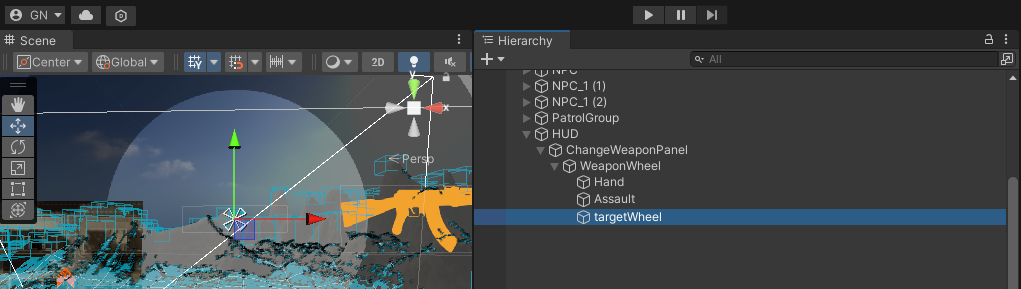 GN
Scene
Hierarchy
Center
Global
2D
All
y
x
Persp
NPC
NPC_1 (1)
NPC_1 (2)
PatrolGroup
HUD
ChangeWeaponPanel
WeaponWheel
Hand
Assault
targetWheel